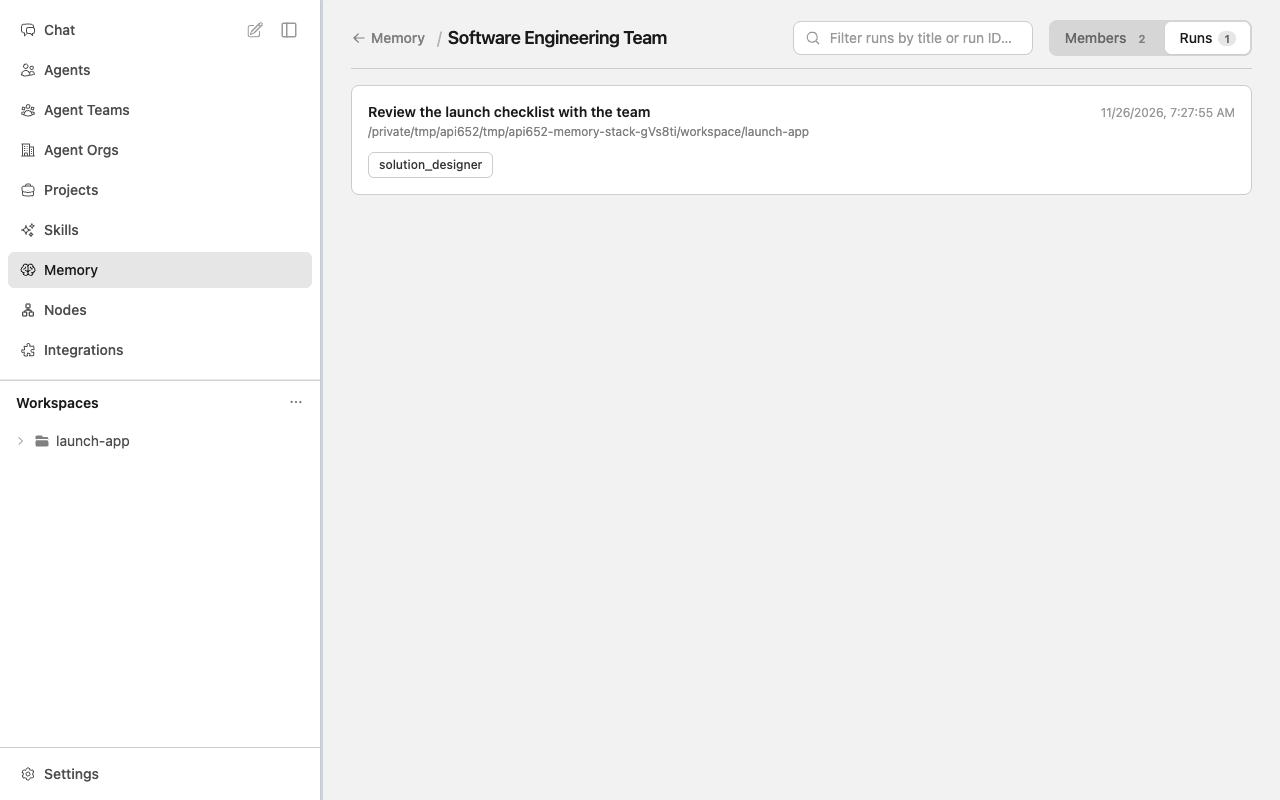 Chat
Agents
Agent Teams
Agent Orgs
Projects
Skills
Memory
Nodes
Integrations
Workspaces
launch-app
Settings
Memory / Software Engineering Team
Filter runs by title or run ID...
Members 2
Runs 1
Review the launch checklist with the team
11/26/2026, 7:27:55 AM
/private/tmp/api652/tmp/api652-memory-stack-gVs8ti/workspace/launch-app
solution_designer